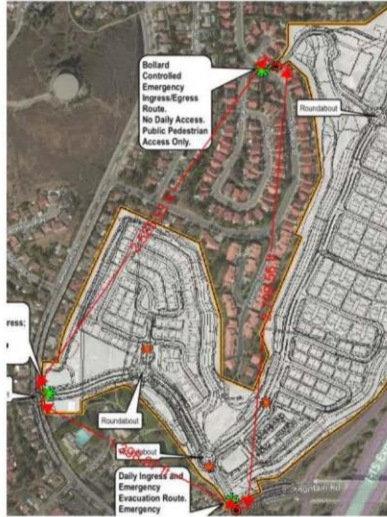 Bollard
Controlled
Emergency
Ingress/Egress
Route.
No Daily Access.
Public Pedestrian
Access Only.
Roundabout
ress;
Roundabout
Daily Ingress and
Emergency
Evacuation Route.
Emergency